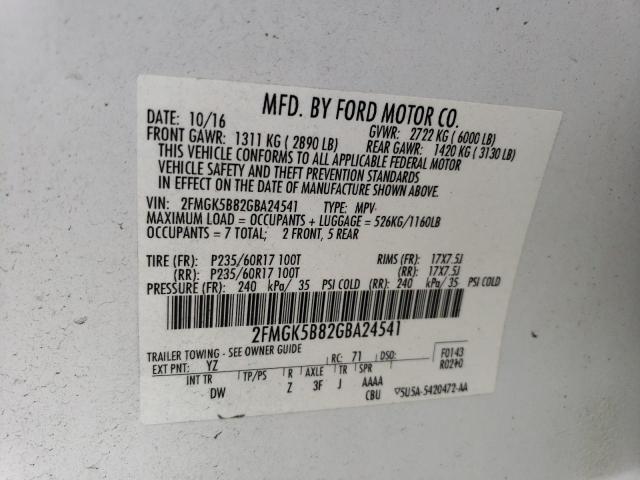 MFD. BY FORD MOTOR CO.
DATE: 10/16 GVWR: 2722 KG ( 6000 LB)
FRONT GAWR: 1311 KG ( 2890 LB) REAR GAWR: 1420 KG ( 3130 LB)
THIS VEHICLE CONFORMS TO ALL APPLICABLE FEDERAL MOTOR
VEHICLE SAFETY AND THEFT PREVENTION STANDARDS
IN EFFECT ON THE DATE OF MANUFACTURE SHOWN ABOVE.
VIN: 2FMGK5B82GBA24541 TYPE: MPV
MAXIMUM LOAD = OCCUPANTS + LUGGAGE = 526KG/1160LB
OCCUPANTS = 7 TOTAL; 2 FRONT, 5 REAR
TIRE (FR): P235/60R17 100T RIMS (FR): 17X7.5J
(RR): P235/60R17 100T (RR): 17X7.5J
PRESSURE (FR): 240 kPa/ 35 PSI COLD (RR): 240 kPa/ 35 PSI COLD
2FMGK5B82GBA24541
TRAILER TOWING - SEE OWNER GUIDE
EXT PNT: YZ RC: 71 DSO: F0143
INT TR TP/PS R AXLE TR SPR R0290
DW Z 3F J AAAA
CBU 5U5A-5420472-AA